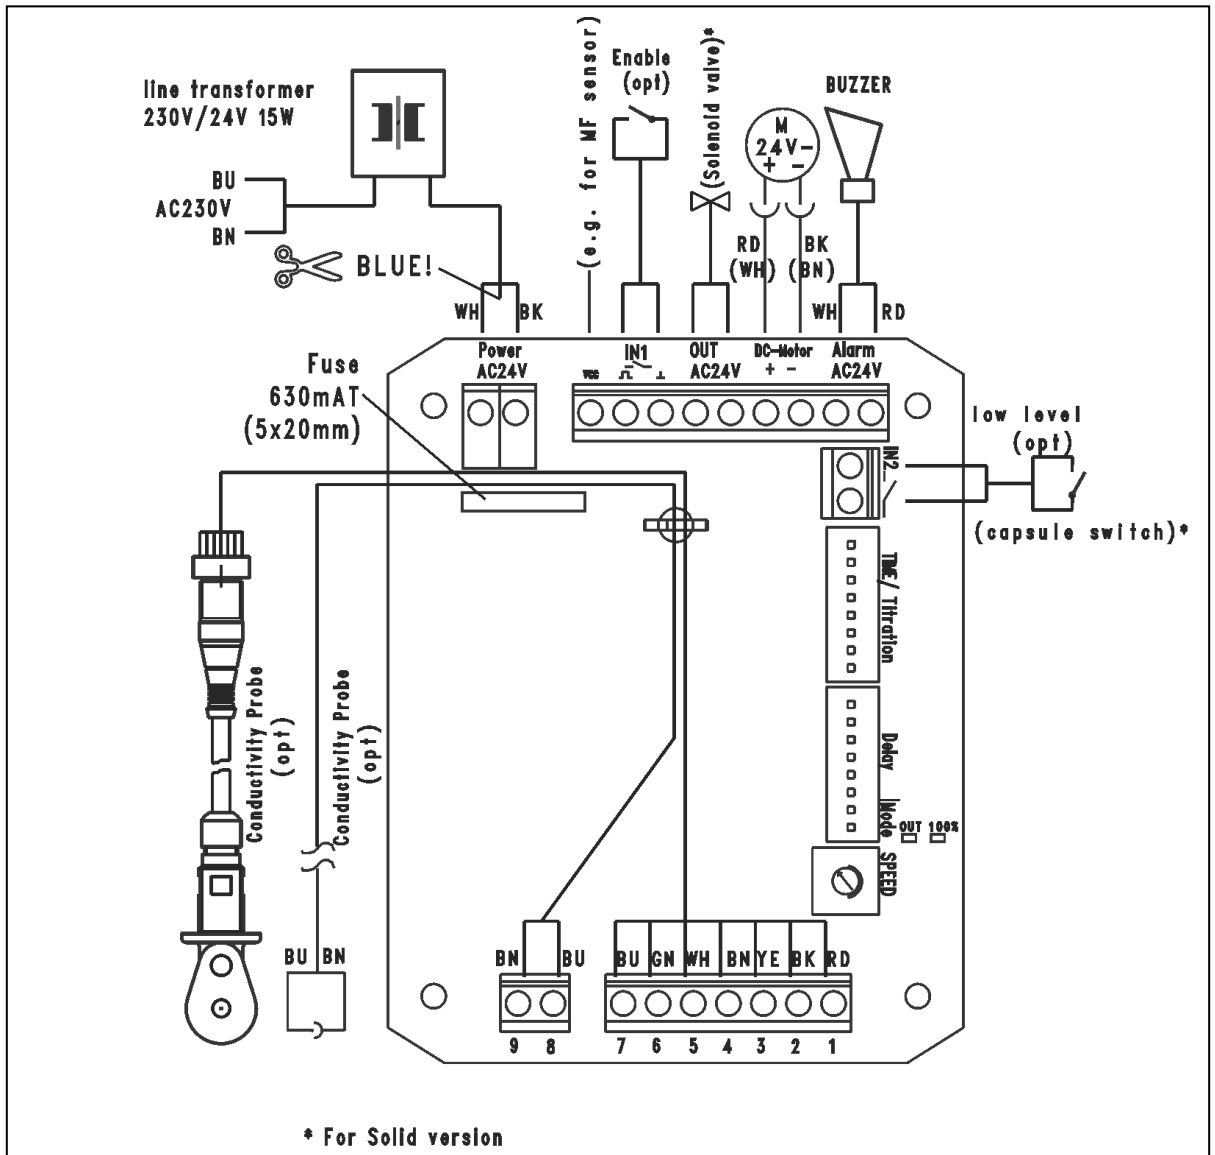 line transformer
230V/24V 15W
BU
AC230V
BN
BLUE!
WH
BK
(e.g. for MF sensor)
Enable
(opt)
(Solenoid valve)*
M
24V-
+ -
RD
(WH)
BK
(BN)
BUZZER
WH
RD
Power
AC24V
VCC
IN1
OUT
AC24V
DC-Motor
+ -
Alarm
AC24V
Fuse
630mAT
(5x20mm)
IN2
low level
(opt)
(capsule switch)*
TIME/ Titration
Delay
Mode
OUT 100%
SPEED
Conductivity Probe
(opt)
Conductivity Probe
(opt)
BU BN
BN BU
BU GN WH BN YE BK RD
9 8 7 6 5 4 3 2 1
* For Solid version